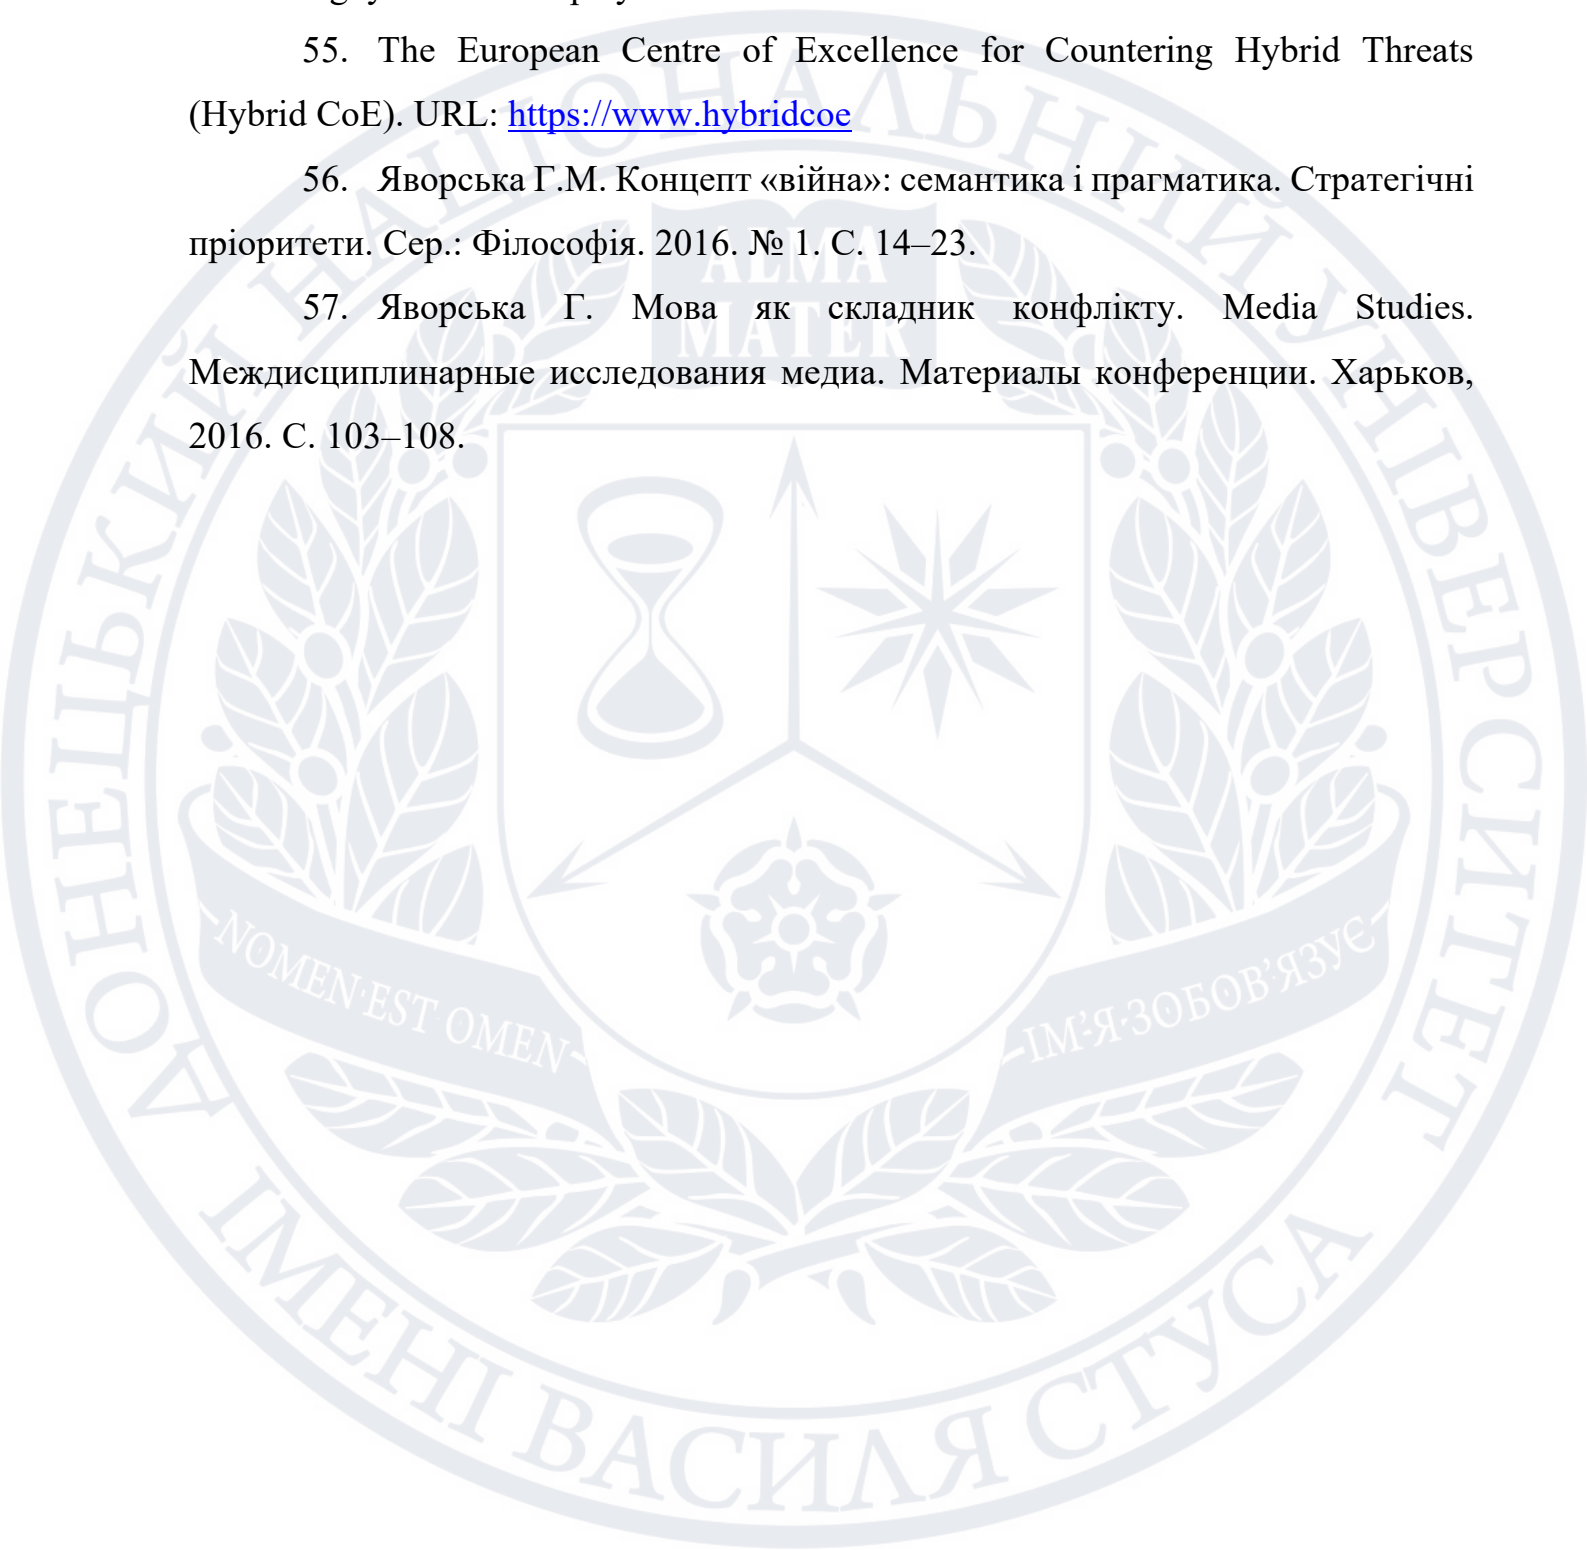 55. The European Centre of Excellence for Countering Hybrid Threats
(Hybrid CoE). URL: https://www.hybridcoe
56. Яворська Г.М. Концепт «війна»: семантика і прагматика. Стратегічні
пріоритети. Сер.: Філософія. 2016. № 1. С. 14–23.
57. Яворська Г. Мова як складник конфлікту. Media Studies.
Междисциплинарные исследования медиа. Материалы конференции. Харьков,
2016. С. 103–108.
ДОНЕЦЬКИЙ НАЦІОНАЛЬНИЙ УНІВЕРСИТЕТ
ALMA
MATER
NOMEN EST OMEN
ІМ'Я ЗОБОВ'ЯЗУЄ
ІМЕНІ ВАСИЛЯ СТУСА